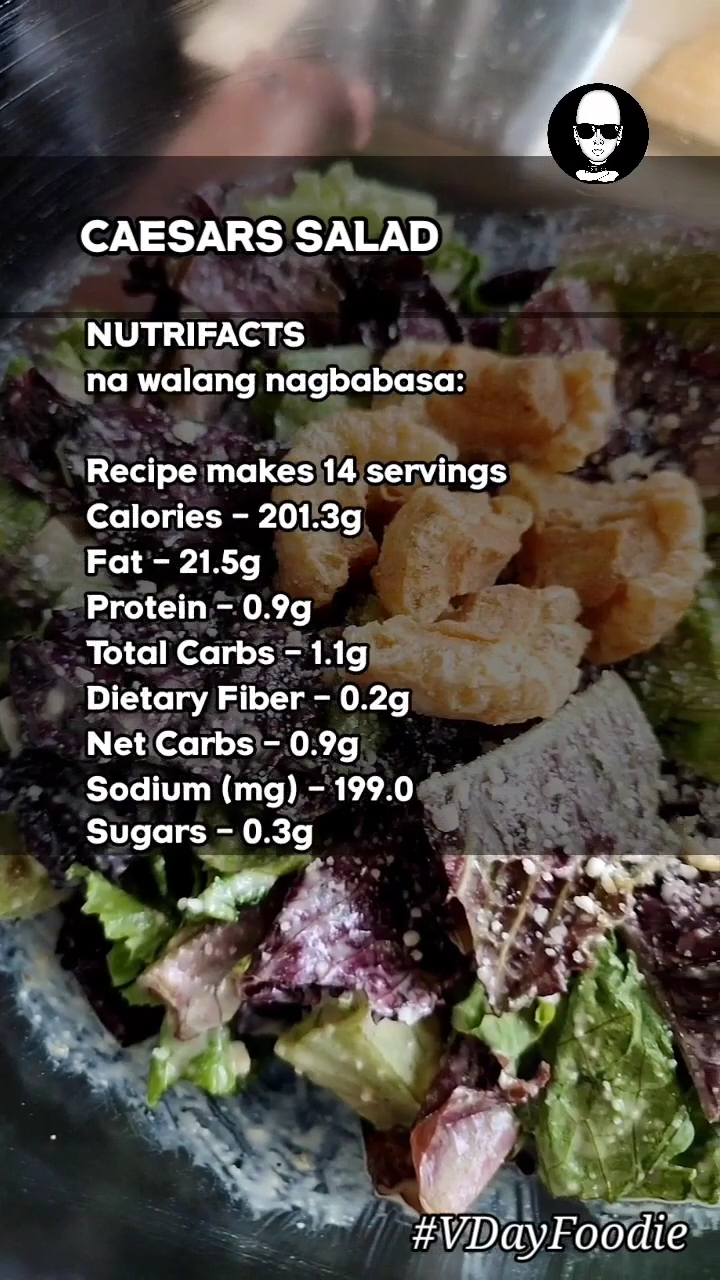 CAESARS SALAD
NUTRIFACTS
na walang nagbabasa:
Recipe makes 14 servings
Calories – 201.3g
Fat – 21.5g
Protein – 0.9g
Total Carbs – 1.1g
Dietary Fiber – 0.2g
Net Carbs – 0.9g
Sodium (mg) – 199.0
Sugars – 0.3g
#VDayFoodie